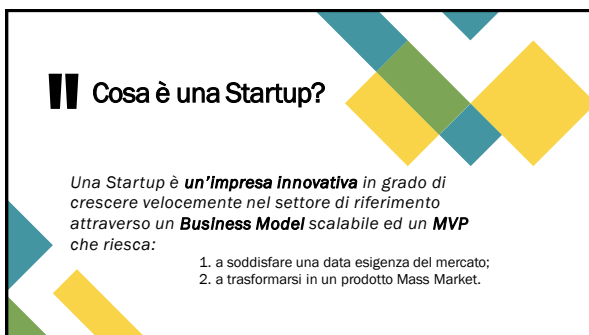 " Cosa è una Startup?
Una Startup è un'impresa innovativa in grado di
crescere velocemente nel settore di riferimento
attraverso un Business Model scalabile ed un MVP
che riesca:
1. a soddisfare una data esigenza del mercato;
2. a trasformarsi in un prodotto Mass Market.